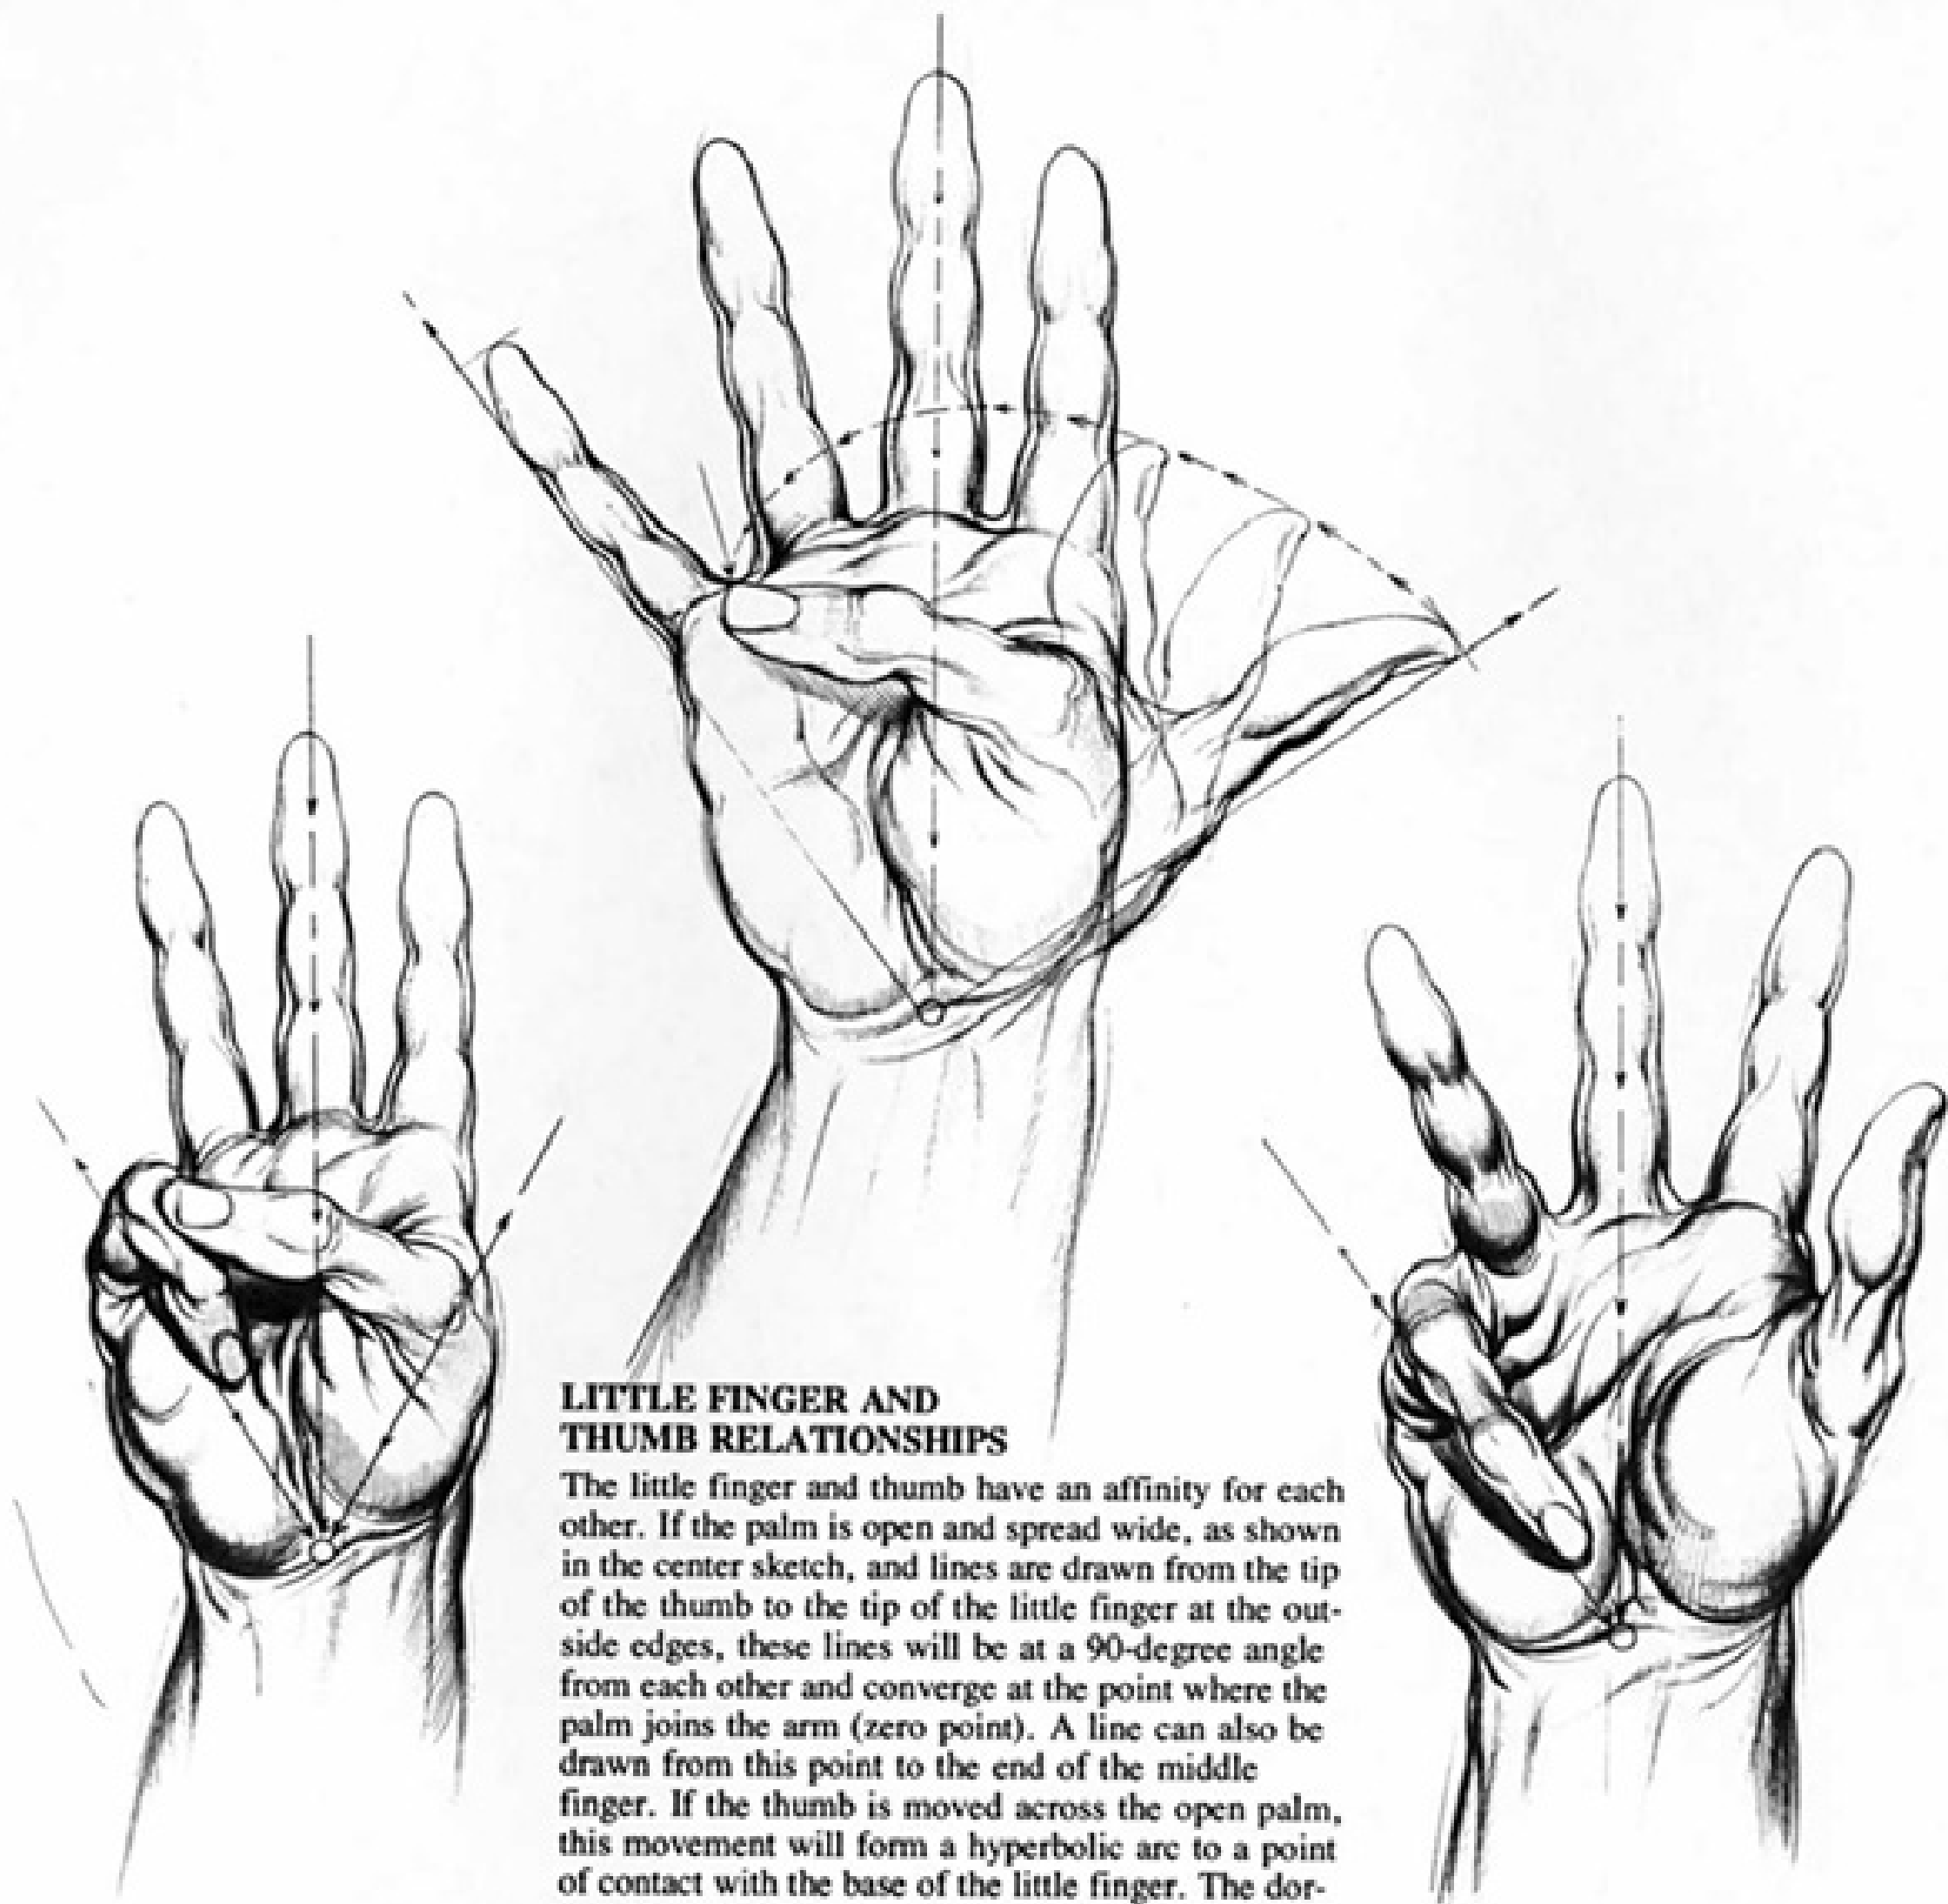 LITTLE FINGER AND
THUMB RELATIONSHIPS
The little finger and thumb have an affinity for each
other. If the palm is open and spread wide, as shown
in the center sketch, and lines are drawn from the tip
of the thumb to the tip of the little finger at the out-
side edges, these lines will be at a 90-degree angle
from each other and converge at the point where the
palm joins the arm (zero point). A line can also be
drawn from this point to the end of the middle
finger. If the thumb is moved across the open palm,
this movement will form a hyperbolic arc to a point
of contact with the base of the little finger. The dor-